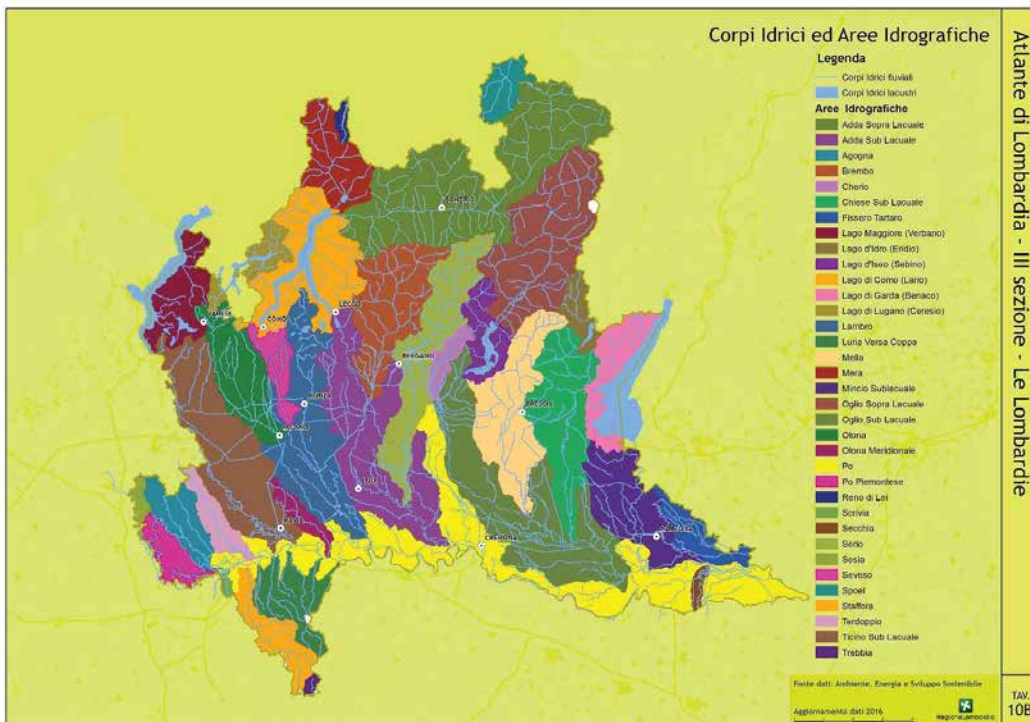 Corpi Idrici ed Aree Idrografiche
Legenda
Corpi Idrici fluviali
Corpi Idrici lacustri
Aree Idrografiche
Adda Sopra Lacuale
Adda Sub Lacuale
Agogna
Brembo
Cherio
Chiese Sub Lacuale
Fissero Tartaro
Lago Maggiore (Verbano)
Lago d'Idro (Eridio)
Lago d'Iseo (Sebino)
Lago di Como (Lario)
Lago di Garda (Benaco)
Lago di Lugano (Ceresio)
Lambro
Luria Versa Coppa
Mella
Mera
Mincio Sublacuale
Oglio Sopra Lacuale
Oglio Sub Lacuale
Olona
Olona Meridionale
Po
Po Piemontese
Reno di Lei
Scrivia
Secchia
Serio
Sesia
Seveso
Spoel
Staffora
Terdoppio
Ticino Sub Lacuale
Trebbia
SONDRIO
VARESE
COMO
LECCO
BERGAMO
MONZA
BRESCIA
MILANO
PAVIA
CREMONA
Fonte dati: Ambiente, Energia e Sviluppo Sostenibile
Aggiornamento dati 2016
RegioneLombardia
Atlante di Lombardia - III sezione - Le Lombardie
TAV.
10B